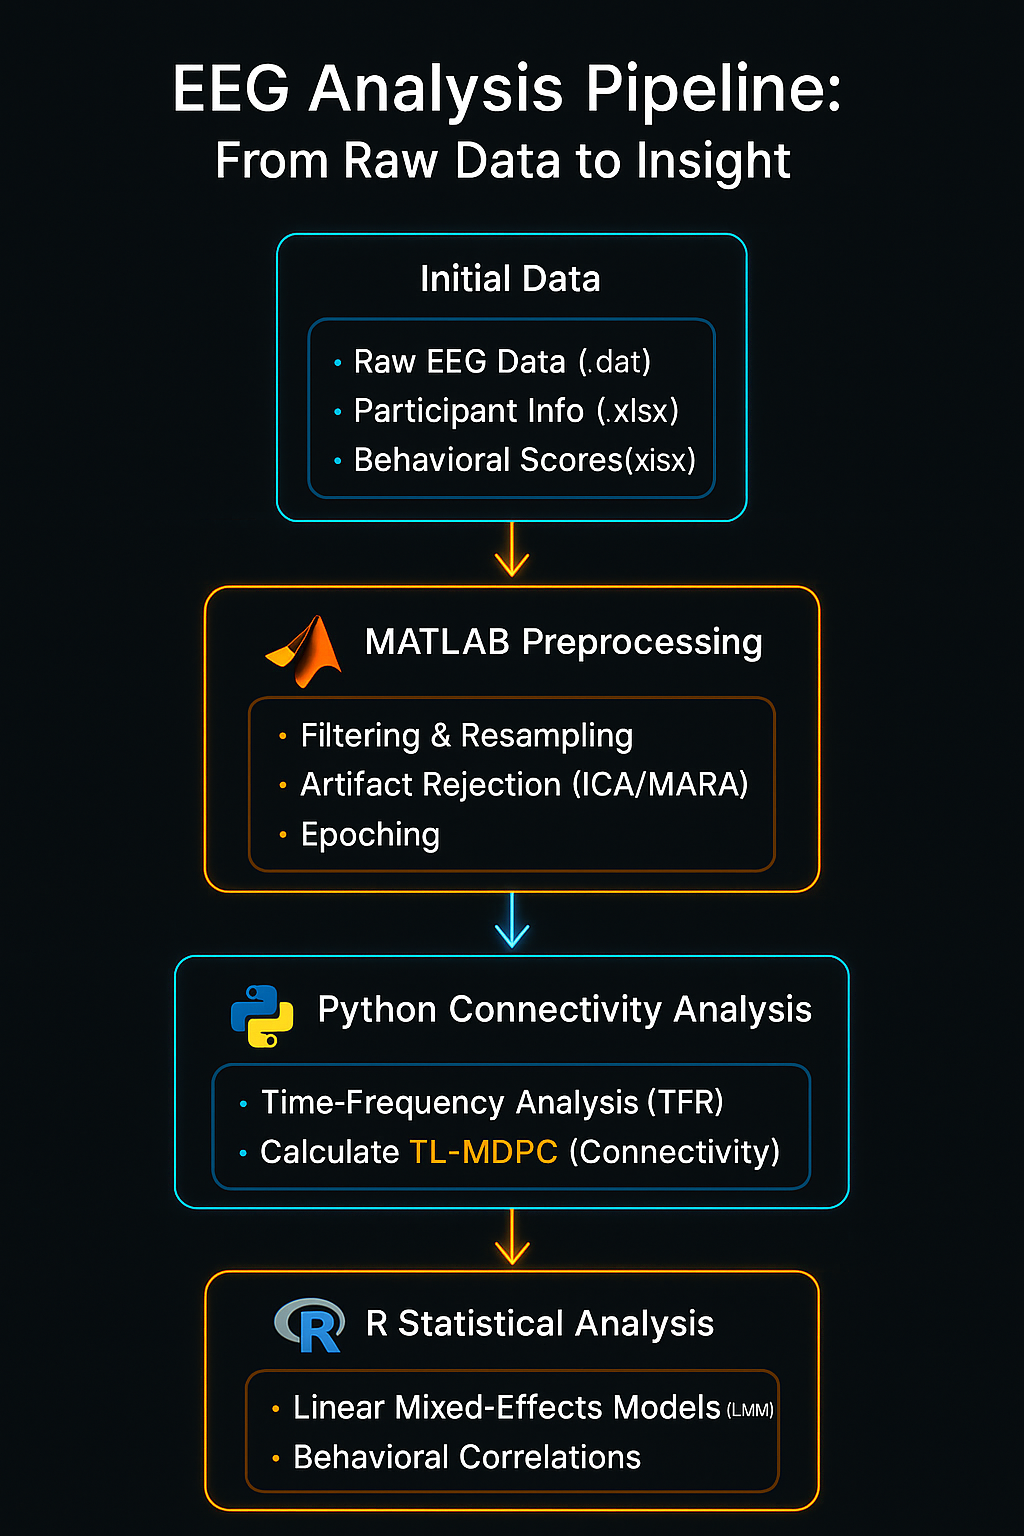 EEG Analysis Pipeline:
From Raw Data to Insight
Initial Data
• Raw EEG Data (.dat)
• Participant Info (.xlsx)
• Behavioral Scores(xisx)
MATLAB Preprocessing
• Filtering & Resampling
• Artifact Rejection (ICA/MARA)
• Epoching
Python Connectivity Analysis
• Time-Frequency Analysis (TFR)
• Calculate TL-MDPC (Connectivity)
R R Statistical Analysis
• Linear Mixed-Effects Models (LMM)
• Behavioral Correlations